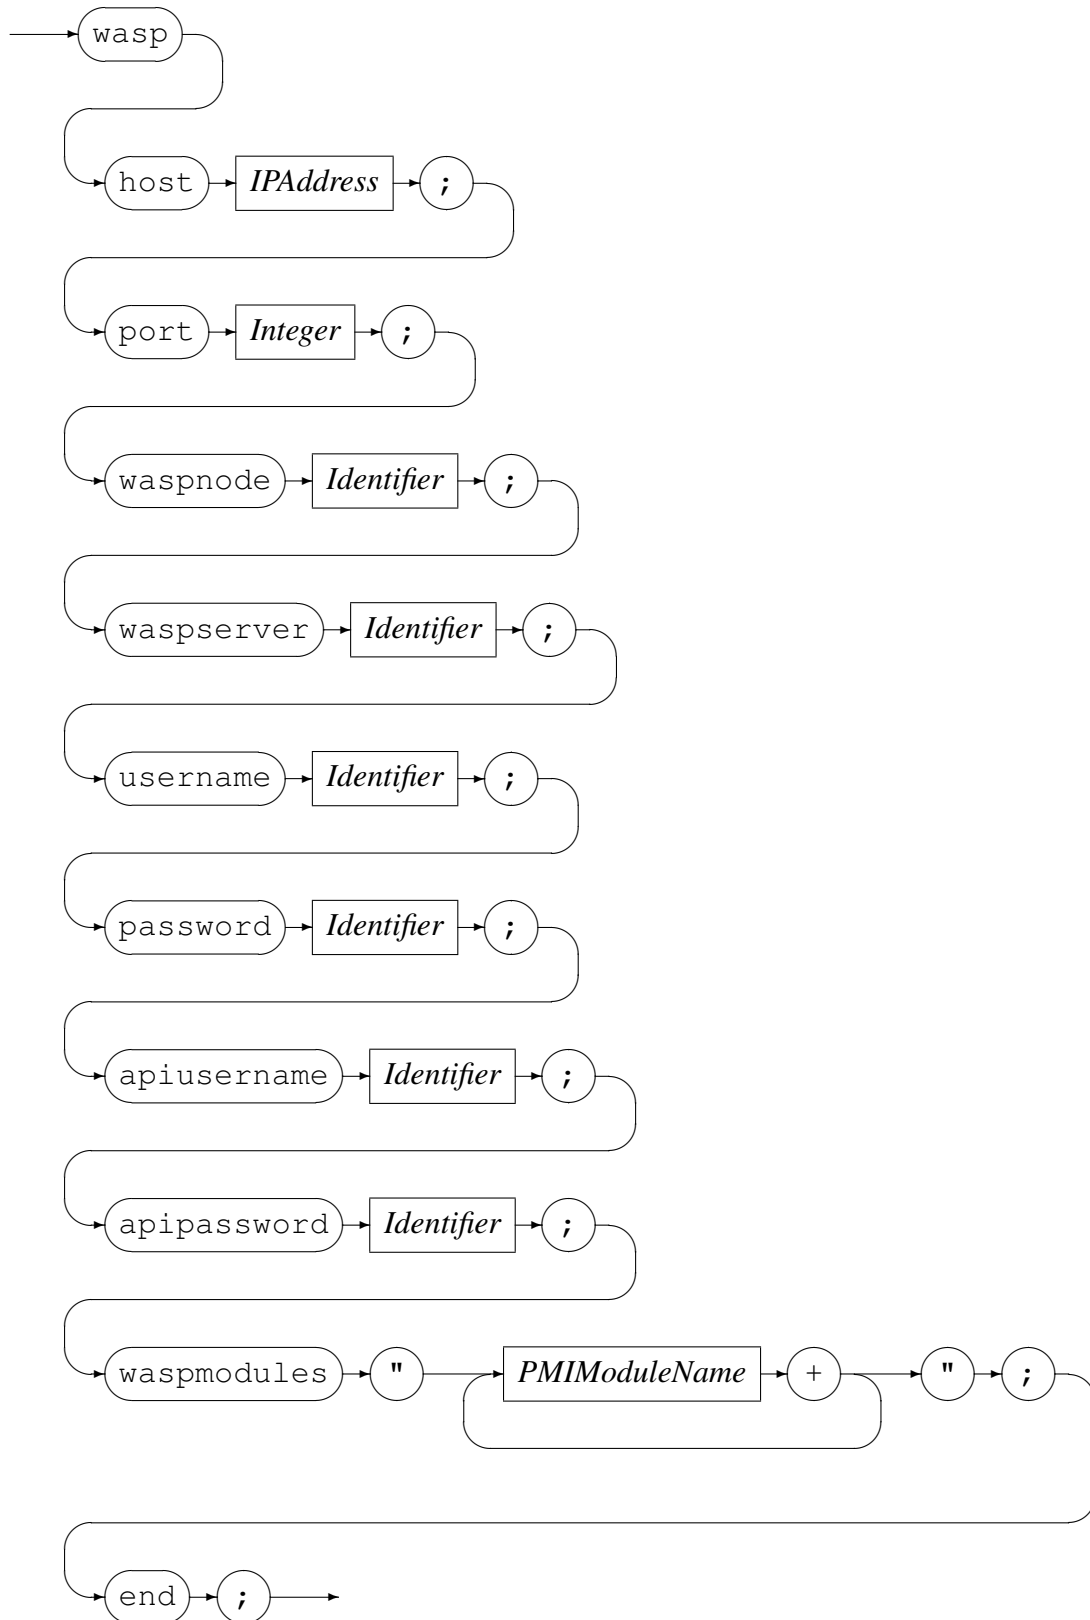 wasp
host IPAddress ;
port Integer ;
waspnode Identifier ;
waspserver Identifier ;
username Identifier ;
password Identifier ;
apiusername Identifier ;
apipassword Identifier ;
waspmodules " PMIModuleName + " ;
end ;